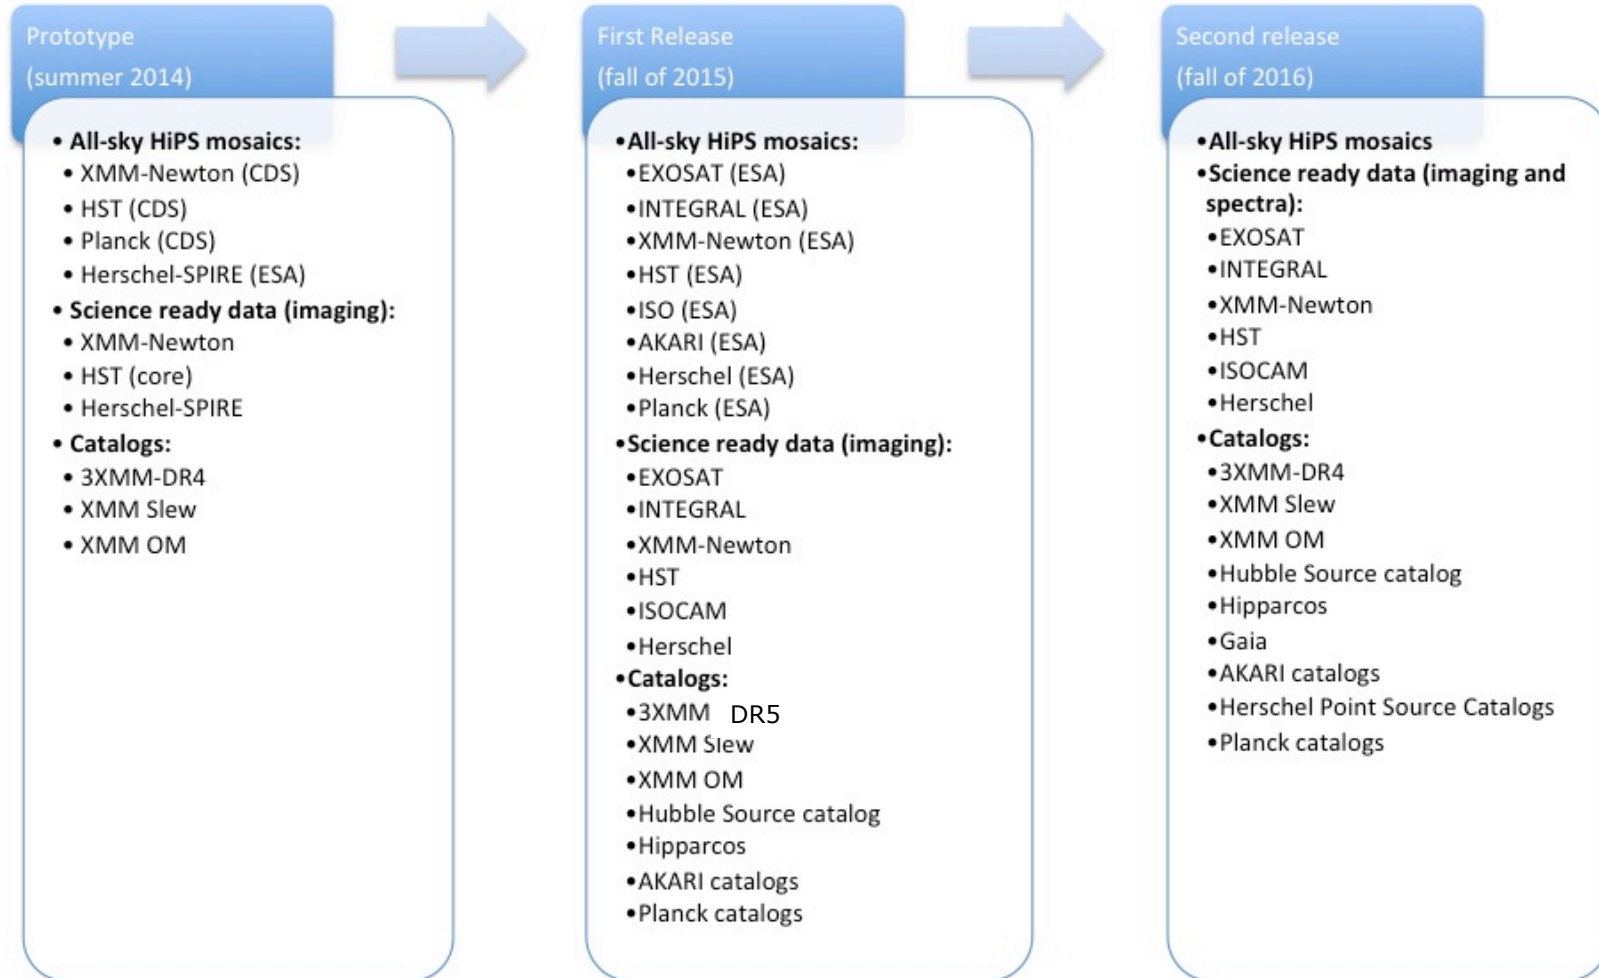 Prototype
(summer 2014)
• All-sky HiPS mosaics:
• XMM-Newton (CDS)
• HST (CDS)
• Planck (CDS)
• Herschel-SPIRE (ESA)
• Science ready data (imaging):
• XMM-Newton
• HST (core)
• Herschel-SPIRE
• Catalogs:
• 3XMM-DR4
• XMM Slew
• XMM OM
First Release
(fall of 2015)
•All-sky HiPS mosaics:
•EXOSAT (ESA)
•INTEGRAL (ESA)
•XMM-Newton (ESA)
•HST (ESA)
•ISO (ESA)
•AKARI (ESA)
•Herschel (ESA)
•Planck (ESA)
•Science ready data (imaging):
•EXOSAT
•INTEGRAL
•XMM-Newton
•HST
•ISOCAM
•Herschel
•Catalogs:
•3XMM DR5
•XMM Slew
•XMM OM
•Hubble Source catalog
•Hipparcos
•AKARI catalogs
•Planck catalogs
Second release
(fall of 2016)
•All-sky HiPS mosaics
•Science ready data (imaging and
spectra):
•EXOSAT
•INTEGRAL
•XMM-Newton
•HST
•ISOCAM
•Herschel
•Catalogs:
•3XMM-DR4
•XMM Slew
•XMM OM
•Hubble Source catalog
•Hipparcos
•Gaia
•AKARI catalogs
•Herschel Point Source Catalogs
•Planck catalogs